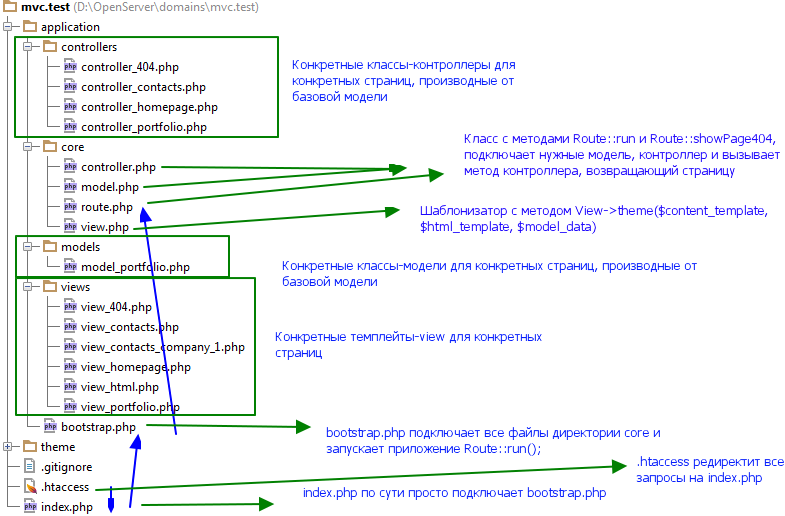 mvc.test (D:\OpenServer\domains\mvc.test)
application
controllers
controller_404.php
controller_contacts.php
controller_homepage.php
controller_portfolio.php
Конкретные классы-контроллеры для
конкретных страниц, производные от
базовой модели
core
controller.php
model.php
route.php
view.php
Класс с методами Route::run и Route::showPage404,
подключает нужные модель, контроллер и вызывает
метод контроллера, возвращающий страницу
Шаблонизатор с методом View->theme($content_template,
$html_template, $model_data)
models
model_portfolio.php
Конкретные классы-модели для конкретных страниц, производные от
базовой модели
views
view_404.php
view_contacts.php
view_contacts_company_1.php
view_homepage.php
view_html.php
view_portfolio.php
Конкретные темплейты-view для конкретных
страниц
bootstrap.php
bootstrap.php подключает все файлы директории core и
запускает приложение Route::run();
theme
.gitignore
.htaccess
.htaccess редиректит все
запросы на index.php
index.php
index.php по сути просто подключает bootstrap.php